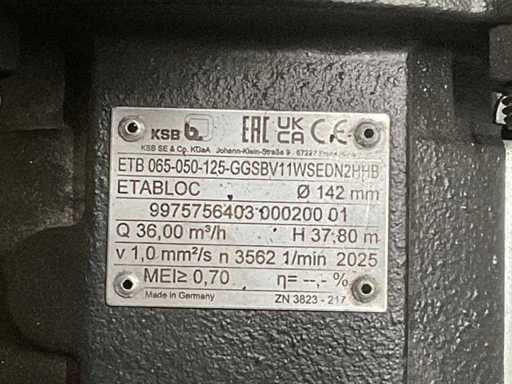 KSB EAC UK CA CE
KSB SE & Co. KGaA Johann-Klein-Straße 9 67227
ETB 065-050-125-GGSBV11WSEDN2HHB
ETABLOC Ø 142 mm
9975756403 000200 01
Q 36,00 m³/h H 37,80 m
v 1,0 mm²/s n 3562 1/min 2025
MEI≥ 0,70 η= --,- %
Made in Germany ZN 3823 - 217